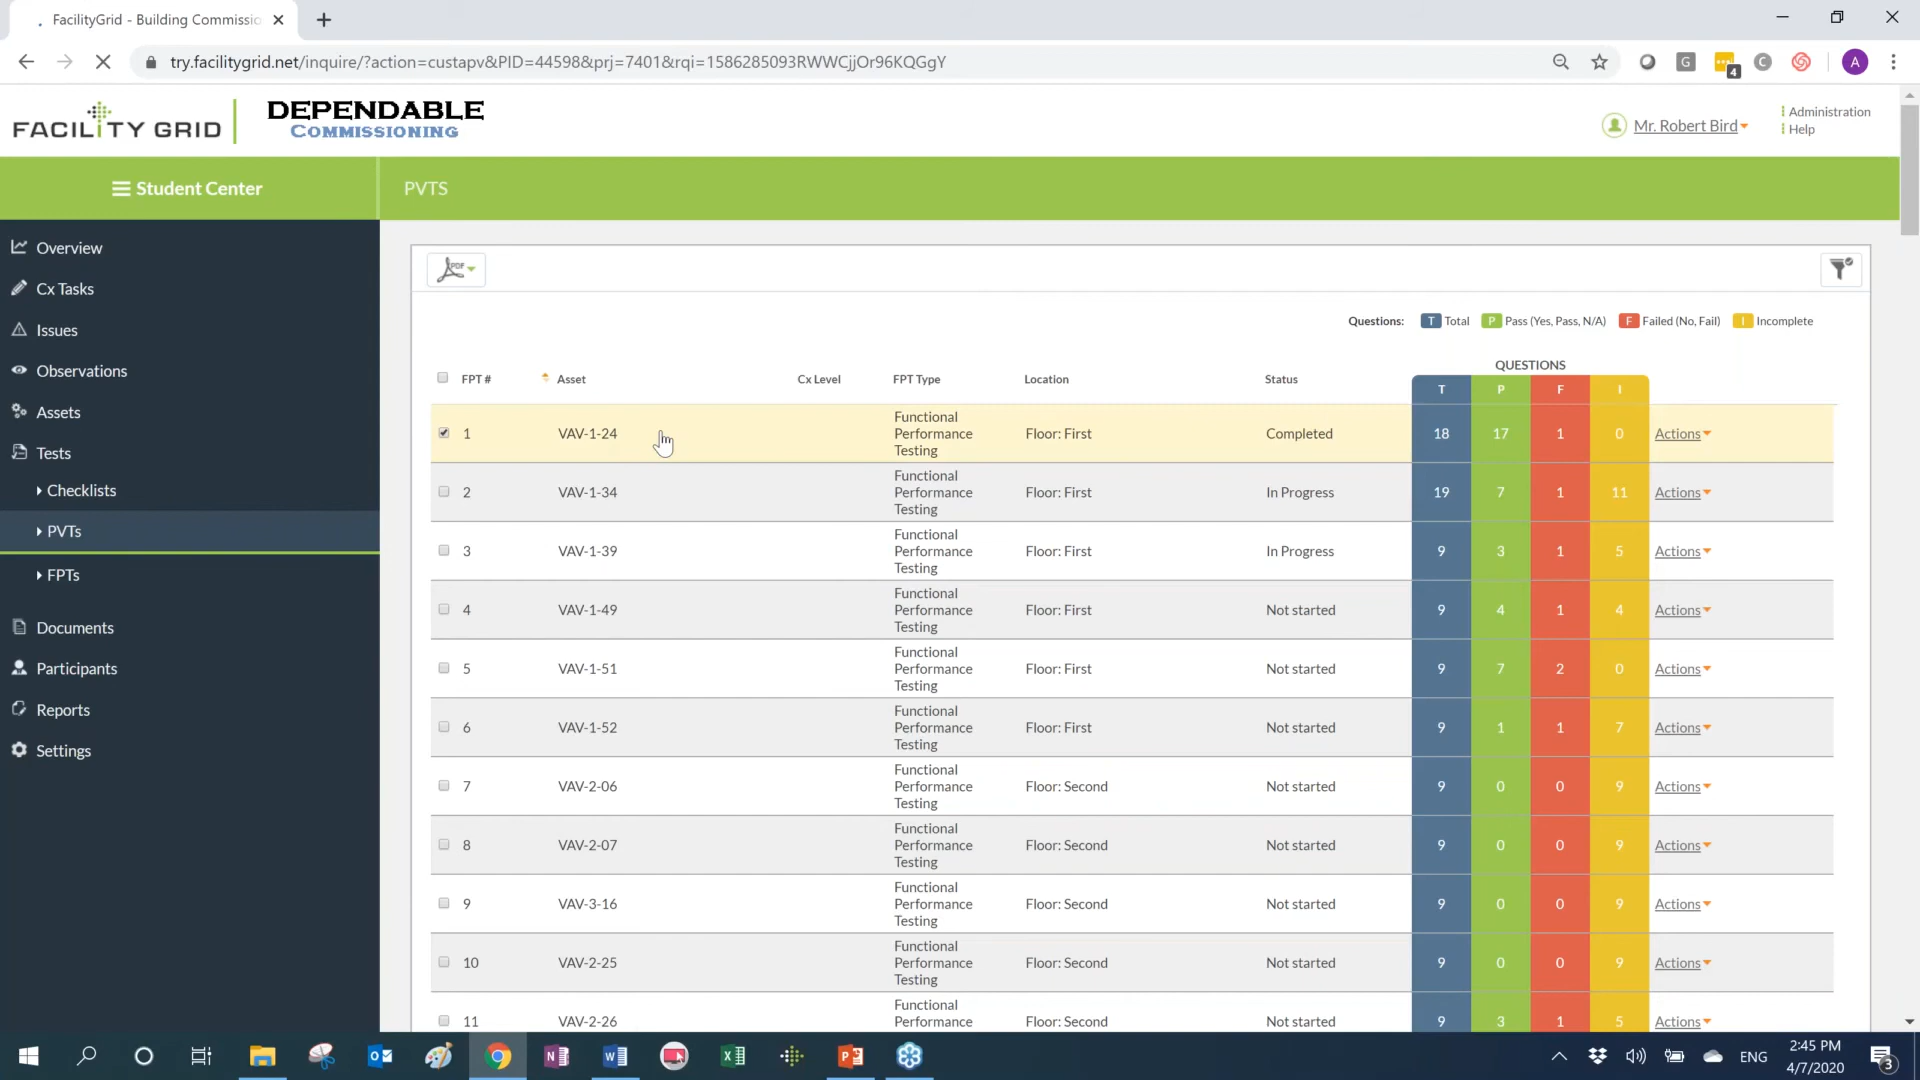 FacilityGrid - Building Commissio
try.facilitygrid.net/inquire/?action=custapv&PID=44598&prj=7401&rqi=1586285093RWWCjjOr96KQGgY
G
4
C
A
FACILITY GRID
DEPENDABLE
COMMISSIONING
Mr. Robert Bird
Administration
Help
Student Center
PVTS
Overview
Cx Tasks
Issues
Observations
Assets
Tests
Checklists
PVTs
FPTs
Documents
Participants
Reports
Settings
PDF
Questions: T Total P Pass (Yes, Pass, N/A) F Failed (No, Fail) I Incomplete
QUESTIONS
FPT # Asset Cx Level FPT Type Location Status T P F I
1 VAV-1-24 Functional Performance Testing Floor: First Completed 18 17 1 0 Actions
2 VAV-1-34 Functional Performance Testing Floor: First In Progress 19 7 1 11 Actions
3 VAV-1-39 Functional Performance Testing Floor: First In Progress 9 3 1 5 Actions
4 VAV-1-49 Functional Performance Testing Floor: First Not started 9 4 1 4 Actions
5 VAV-1-51 Functional Performance Testing Floor: First Not started 9 7 2 0 Actions
6 VAV-1-52 Functional Performance Testing Floor: First Not started 9 1 1 7 Actions
7 VAV-2-06 Functional Performance Testing Floor: Second Not started 9 0 0 9 Actions
8 VAV-2-07 Functional Performance Testing Floor: Second Not started 9 0 0 9 Actions
9 VAV-3-16 Functional Performance Testing Floor: Second Not started 9 0 0 9 Actions
10 VAV-2-25 Functional Performance Testing Floor: Second Not started 9 0 0 9 Actions
11 VAV-2-26 Functional Performance Floor: Second Not started 9 3 1 5 Actions
ENG
2:45 PM
4/7/2020
3